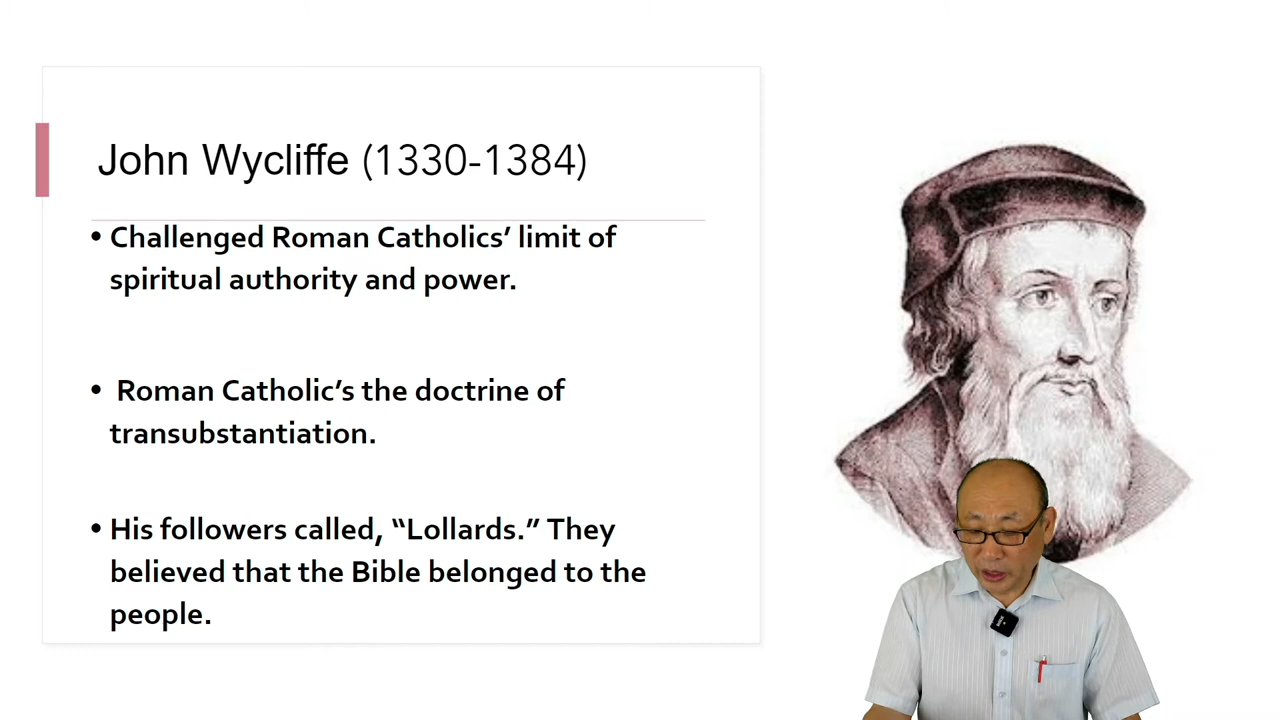 John Wycliffe (1330-1384)
• Challenged Roman Catholics’ limit of
spiritual authority and power.
• Roman Catholic’s the doctrine of
transubstantiation.
• His followers called, “Lollards.” They
believed that the Bible belonged to the
people.